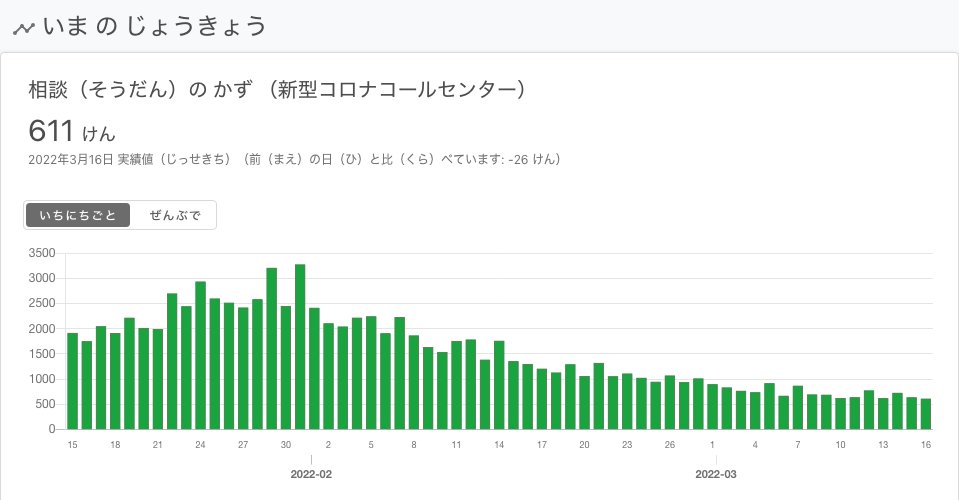 いま の じょうきょう
相談（そうだん）の かず （新型コロナコールセンター）
611 けん
2022年3月16日 実績値（じっせきち）（前（まえ）の日（ひ）と比（くら）べています: -26 けん）
いちにちごと ぜんぶで
3500
3000
2500
2000
1500
1000
500
0
15 18 21 24 27 30 2 5 8 11 14 17 20 23 26 1 4 7 10 13 16
2022-02 2022-03